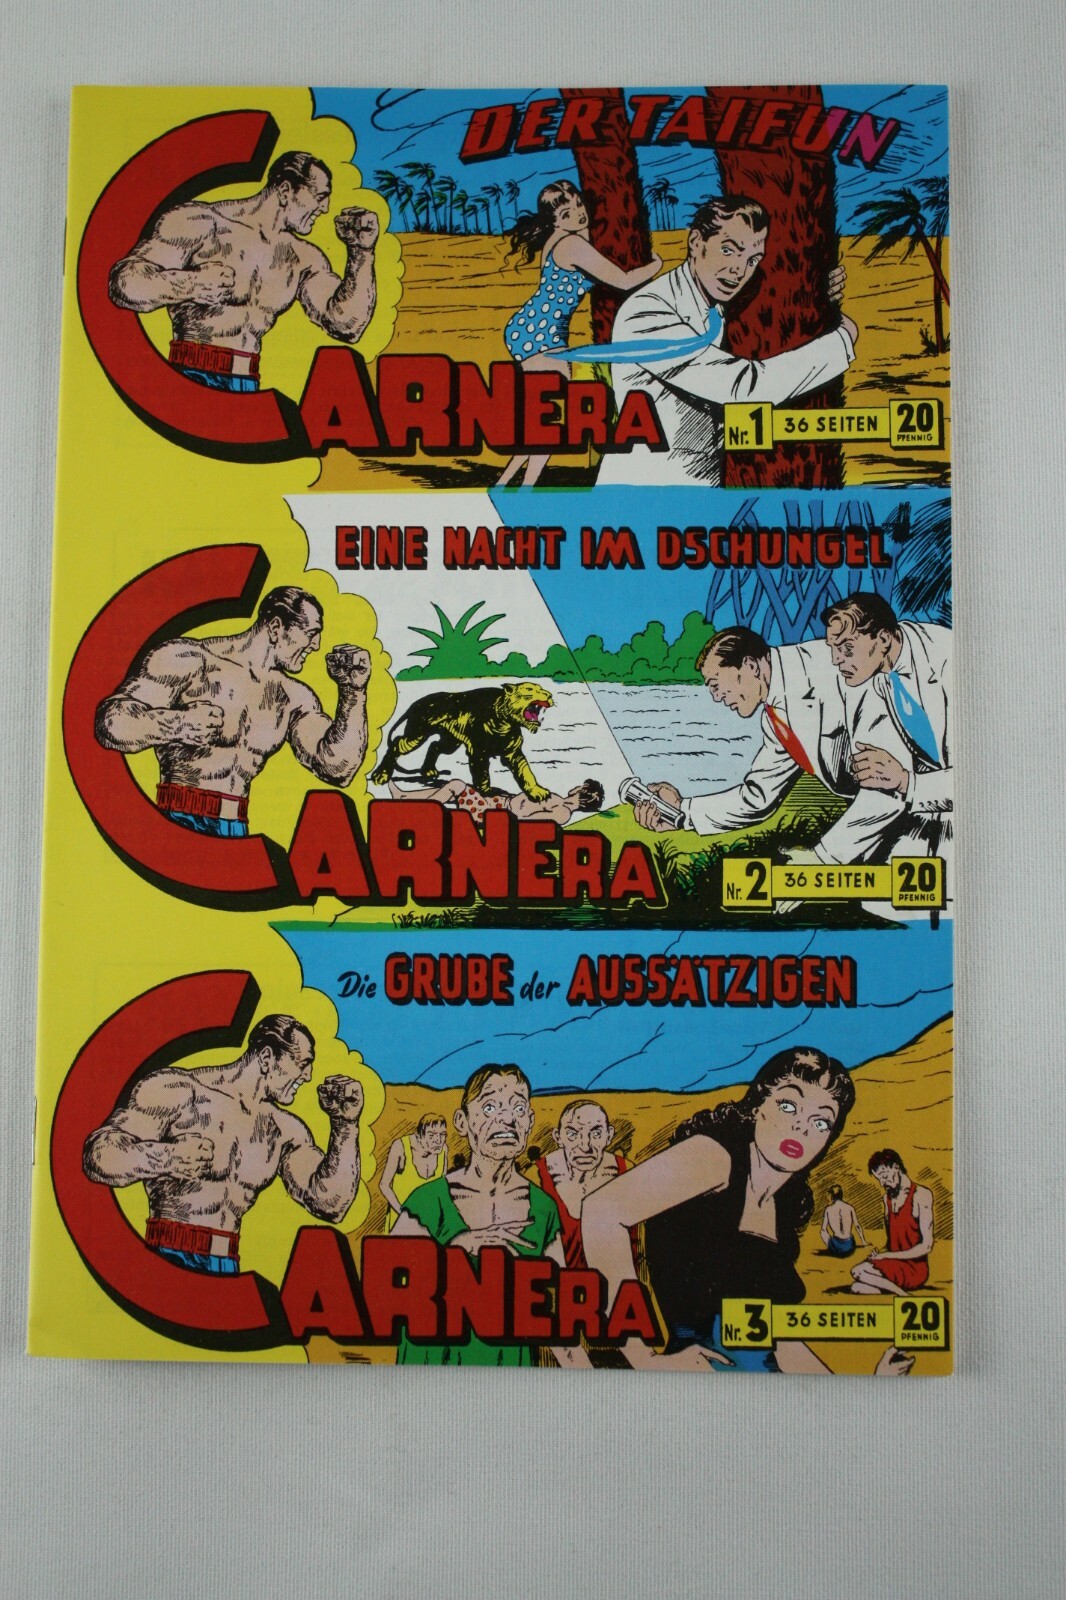 DER TAIFUN
CARNERA
Nr. 1 36 SEITEN 20 PFENNIG
EINE NACHT IM DSCHUNGEL
CARNERA
Nr. 2 36 SEITEN 20 PFENNIG
Die GRUBE der AUSSÄTZIGEN
CARNERA
Nr. 3 36 SEITEN 20 PFENNIG